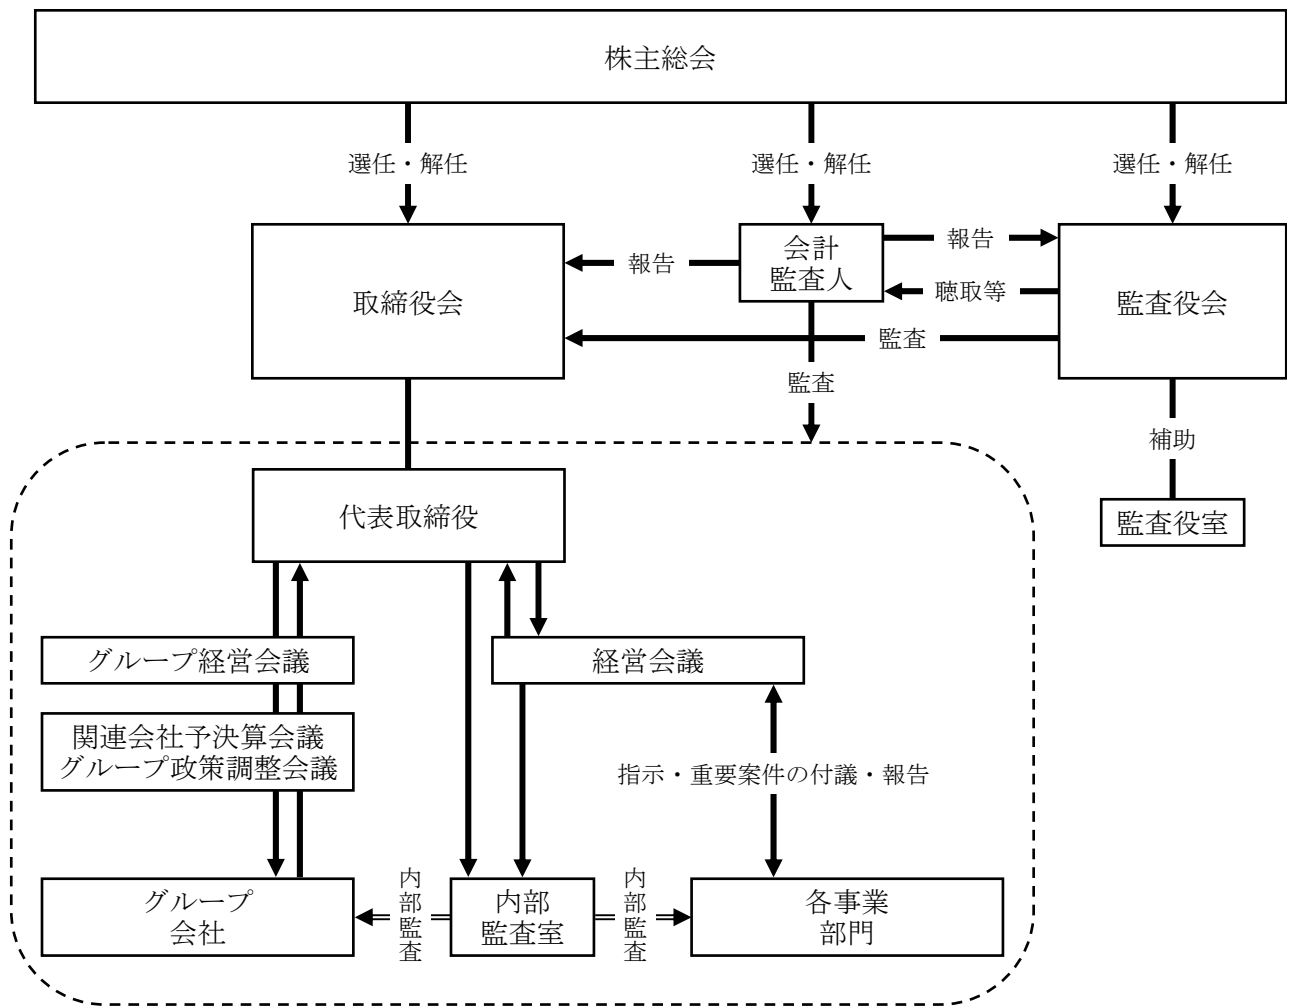 株主総会
選任・解任
選任・解任
選任・解任
取締役会
報告
会計
監査人
報告
聴取等
監査
監査役会
監査
補助
監査役室
代表取締役
グループ経営会議
経営会議
関連会社予決算会議
グループ政策調整会議
指示・重要案件の付議・報告
グループ
会社
内部監査
内部
監査室
内部監査
各事業
部門